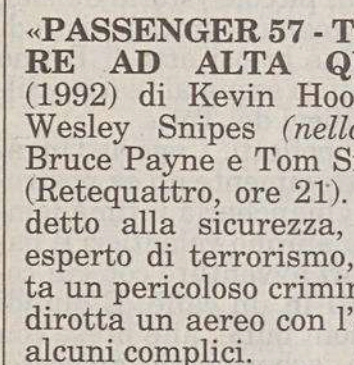 «PASSENGER 57 - T
RE AD ALTA Q
(1992) di Kevin Hoo
Wesley Snipes (nello
Bruce Payne e Tom S
(Retequattro, ore 21).
detto alla sicurezza,
esperto di terrorismo,
ta un pericoloso crimi
dirotta un aereo con l'
alcuni complici.